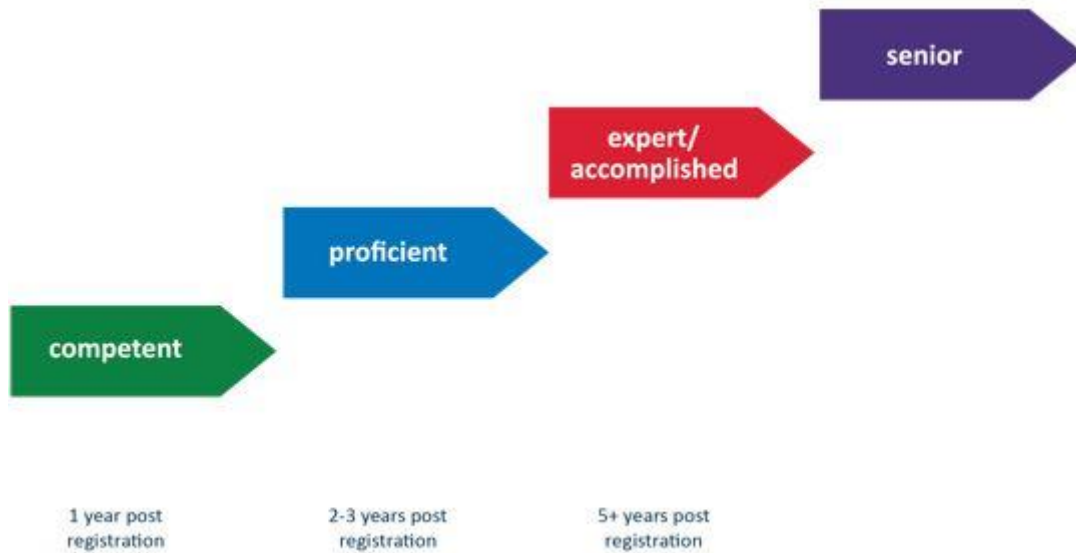 senior
expert/
accomplished
proficient
competent
1 year post
registration
2-3 years post
registration
5+ years post
registration